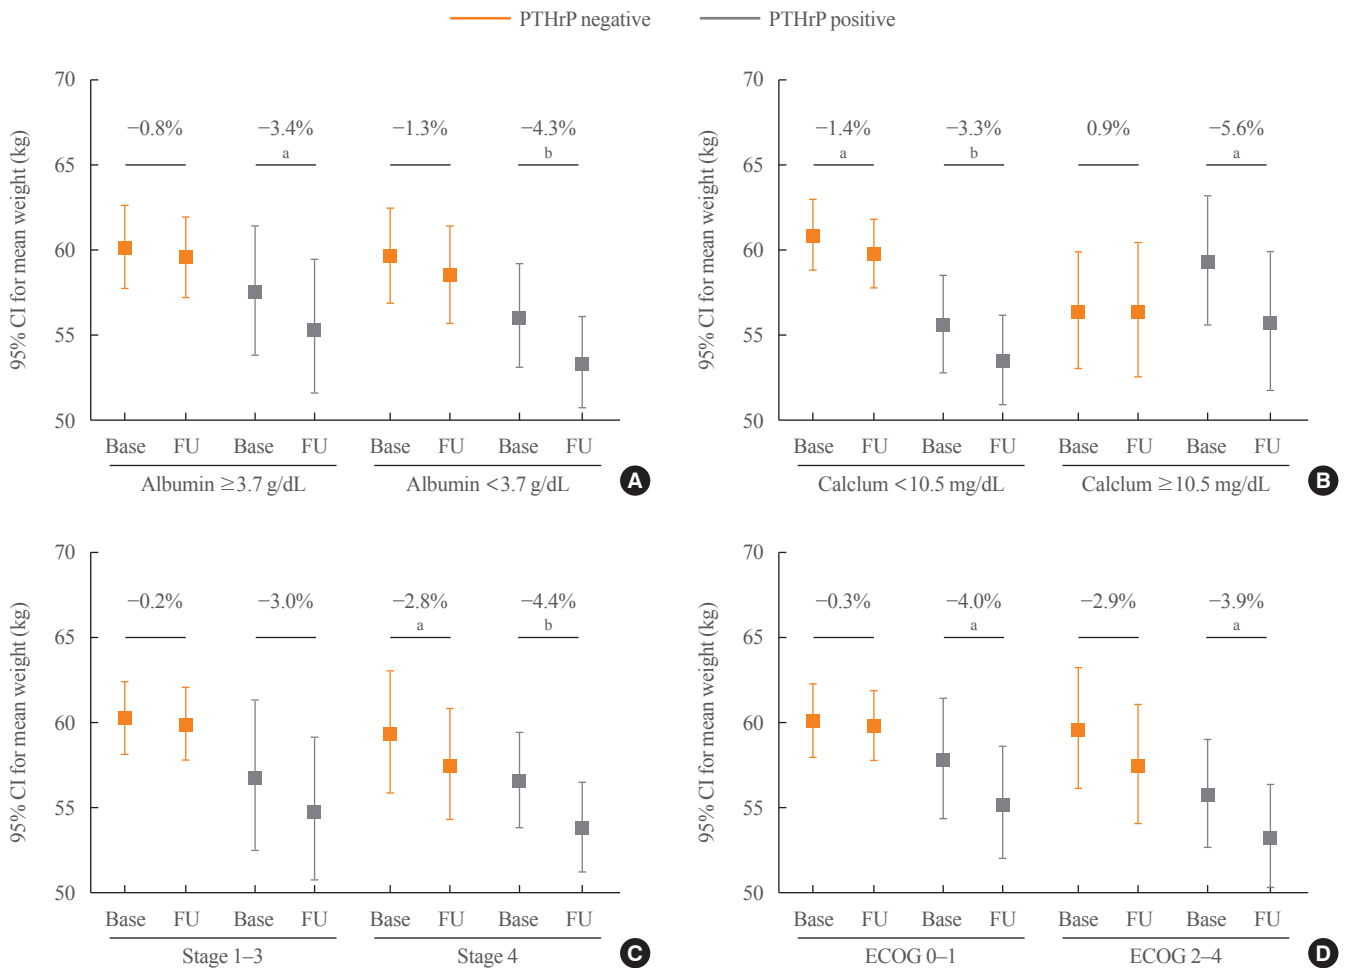 PTHrP negative PTHrP positive
95% CI for mean weight (kg)
70
65
60
55
50
−0.8% −3.4% −1.3% −4.3%
a b
Base FU Base FU Base FU Base FU
Albumin ≥3.7 g/dL Albumin <3.7 g/dL
A
95% CI for mean weight (kg)
70
65
60
55
50
−1.4% −3.3% 0.9% −5.6%
a b a
Base FU Base FU Base FU Base FU
Calclum <10.5 mg/dL Calclum ≥10.5 mg/dL
B
95% CI for mean weight (kg)
70
65
60
55
50
−0.2% −3.0% −2.8% −4.4%
a b
Base FU Base FU Base FU Base FU
Stage 1–3 Stage 4
C
95% CI for mean weight (kg)
70
65
60
55
50
−0.3% −4.0% −2.9% −3.9%
a a
Base FU Base FU Base FU Base FU
ECOG 0–1 ECOG 2–4
D